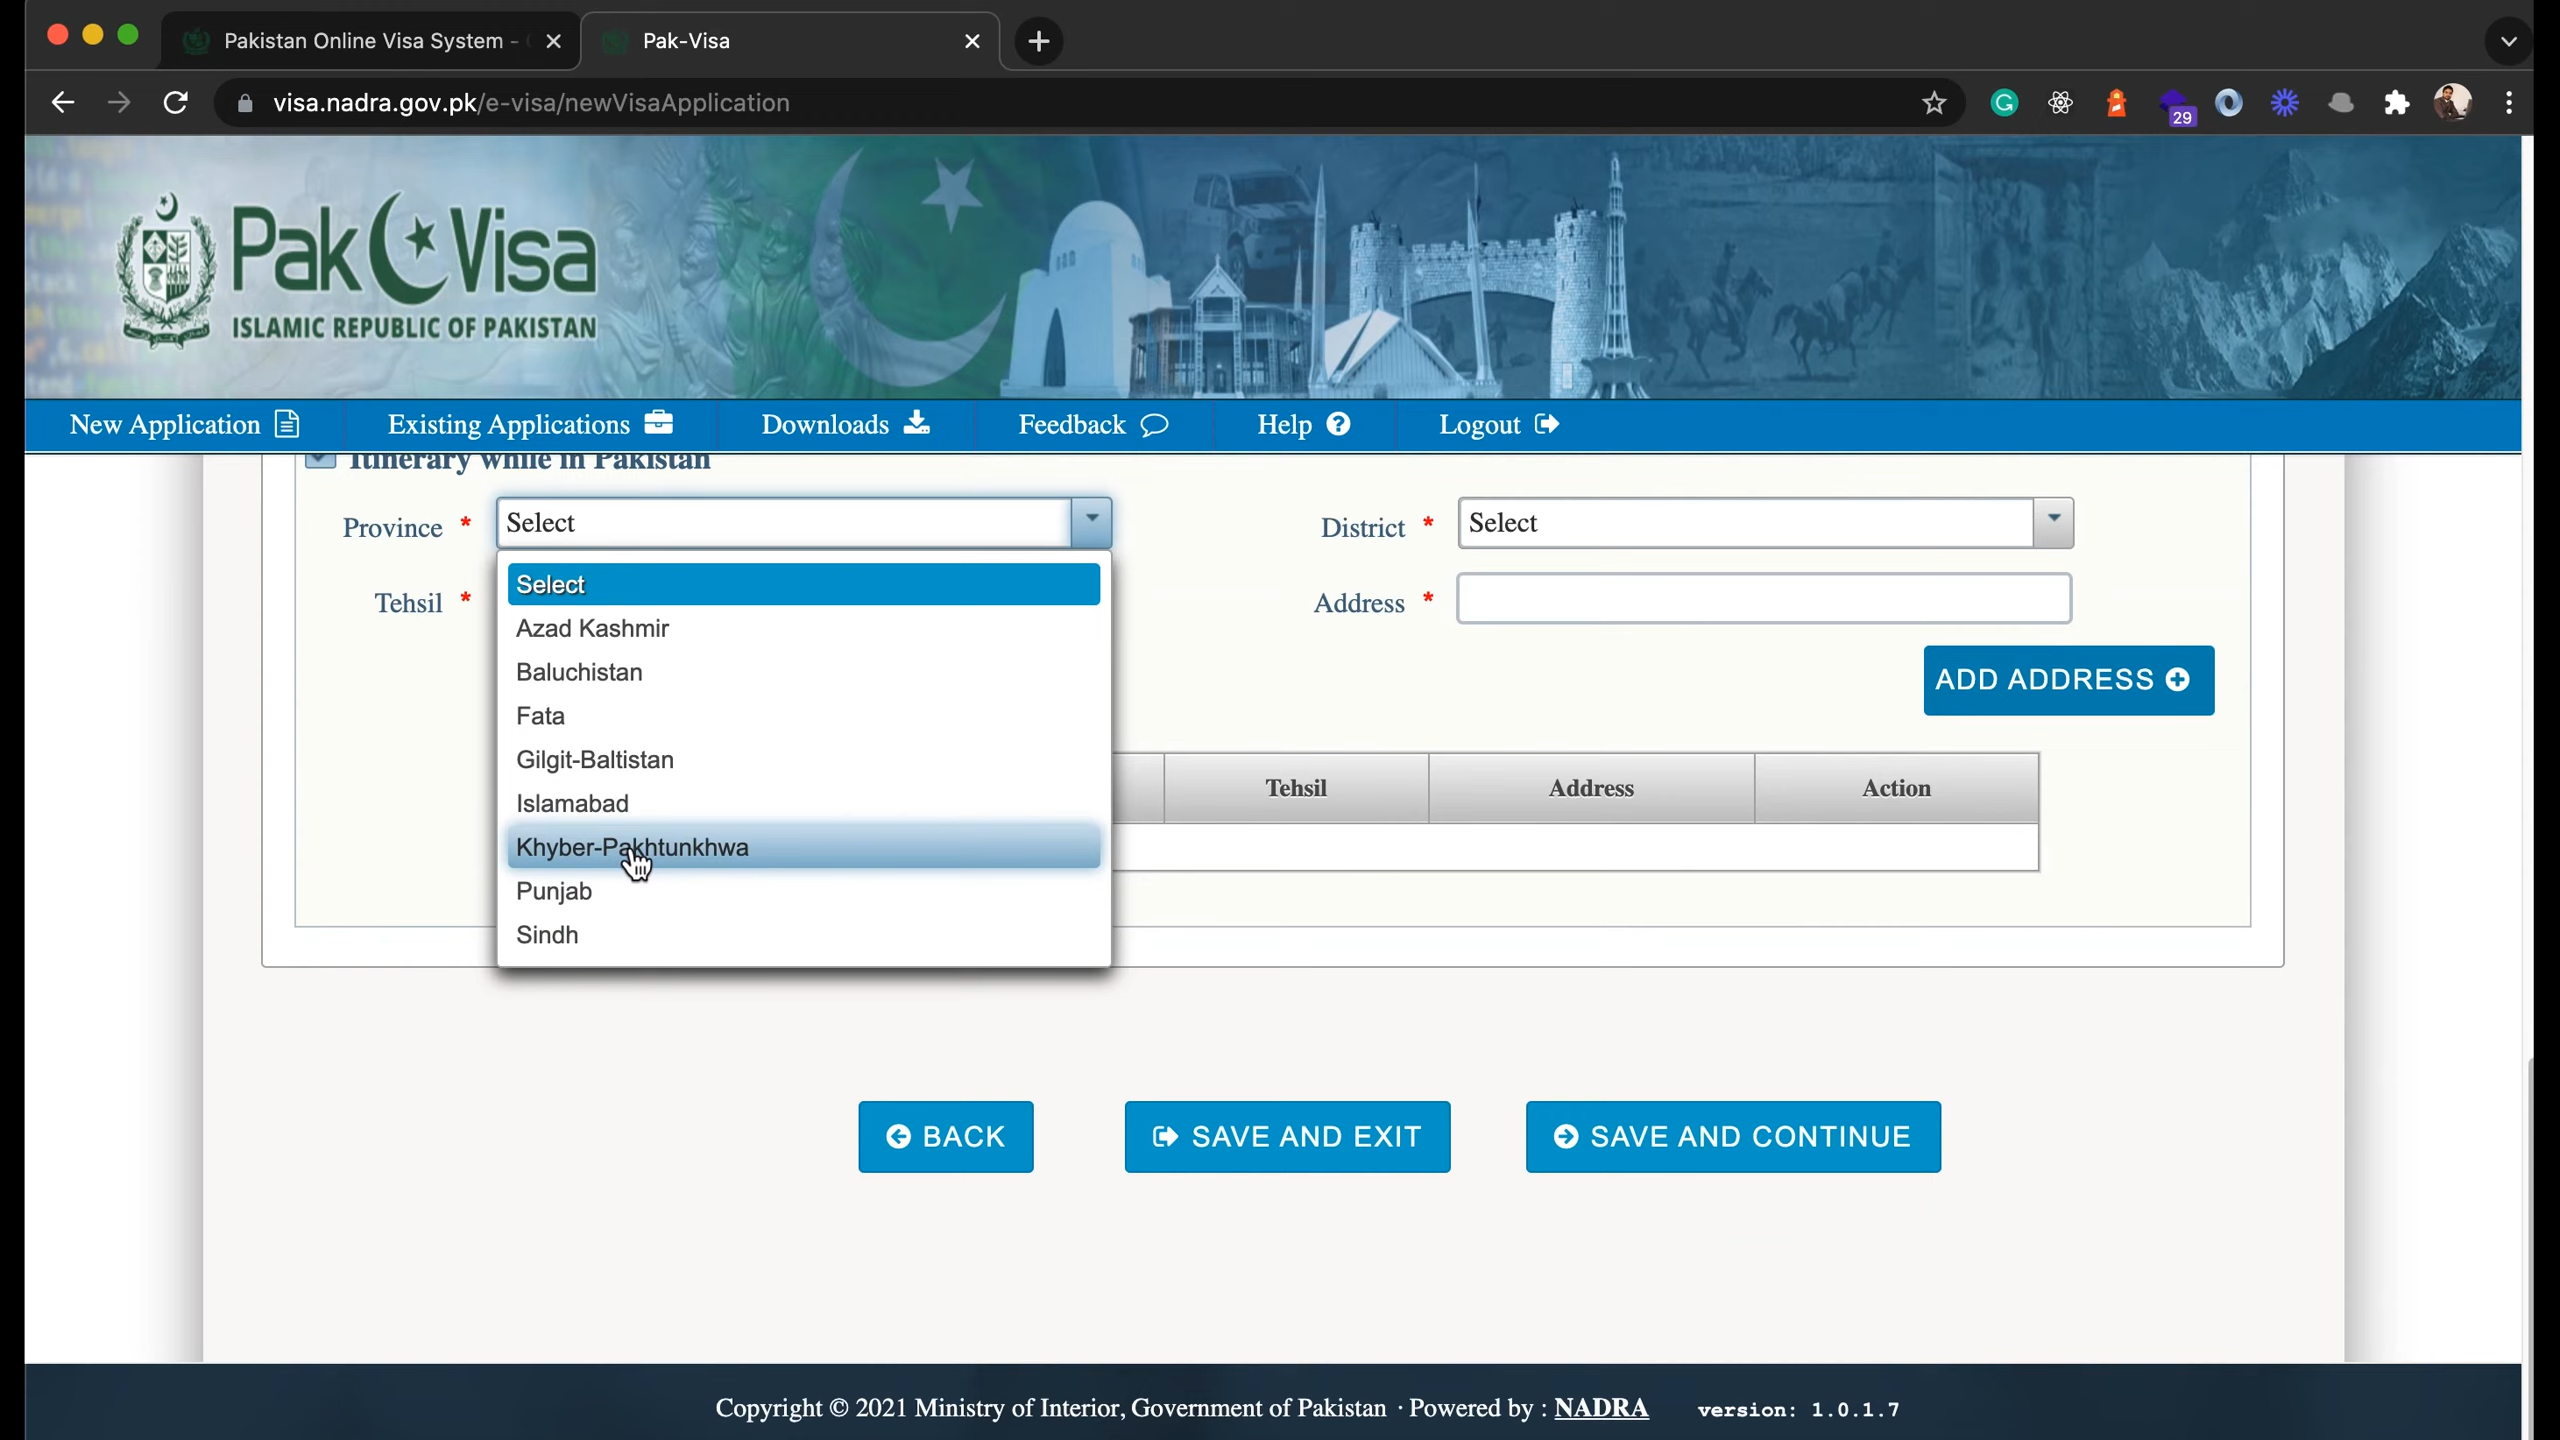 Pakistan Online Visa System -
Pak-Visa
visa.nadra.gov.pk/e-visa/newVisaApplication
29
Pak Visa
ISLAMIC REPUBLIC OF PAKISTAN
New Application
Existing Applications
Downloads
Feedback
Help
Logout
Itinerary while in Pakistan
Province * Select
District * Select
Tehsil *
Address *
Select
Azad Kashmir
Baluchistan
Fata
Gilgit-Baltistan
Islamabad
Khyber-Pakhtunkhwa
Punjab
Sindh
ADD ADDRESS
Tehsil Address Action
BACK
SAVE AND EXIT
SAVE AND CONTINUE
Copyright © 2021 Ministry of Interior, Government of Pakistan · Powered by : NADRA version: 1.0.1.7